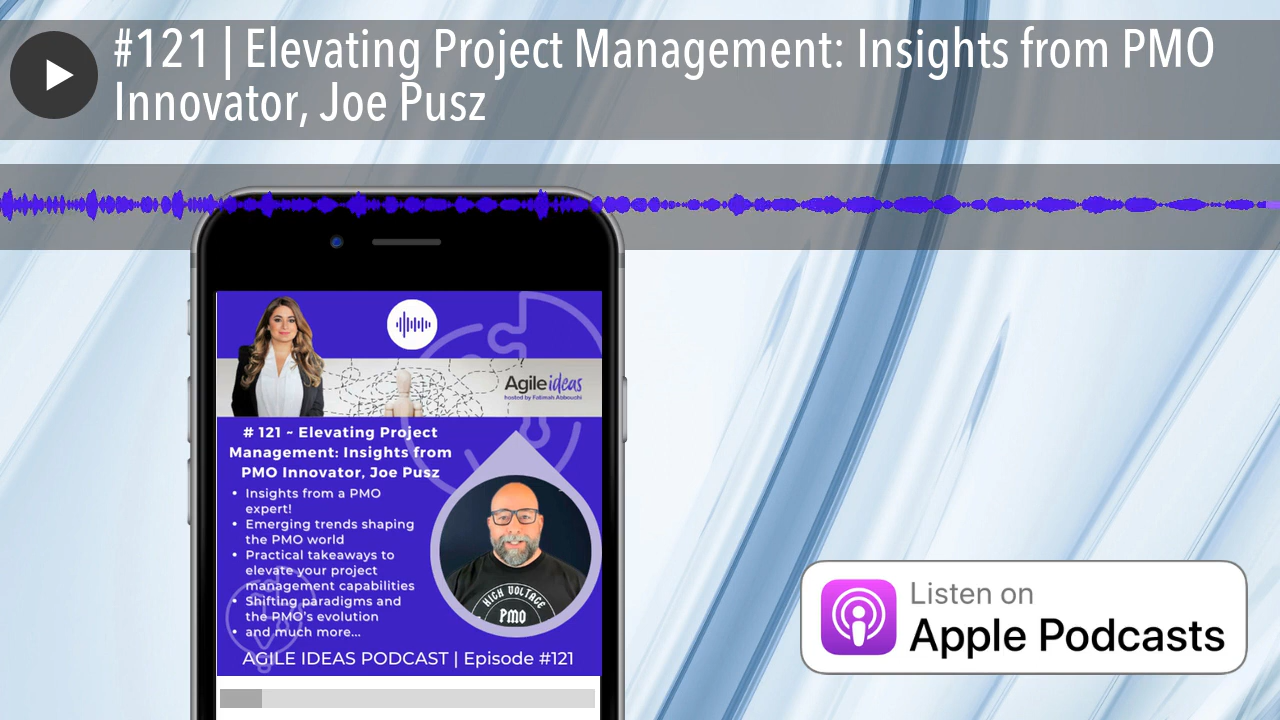 #121 | Elevating Project Management: Insights from PMO
Innovator, Joe Pusz
Agile ideas
hosted by Fatimah Abbouchi
# 121 ~ Elevating Project
Management: Insights from
PMO Innovator, Joe Pusz
• Insights from a PMO
expert!
• Emerging trends shaping
the PMO world
• Practical takeaways to
elevate your project
management capabilities
• Shifting paradigms and
the PMO's evolution
• and much more...
HIGH VOLTAGE
PMO
AGILE IDEAS PODCAST | Episode #121
Listen on
Apple Podcasts